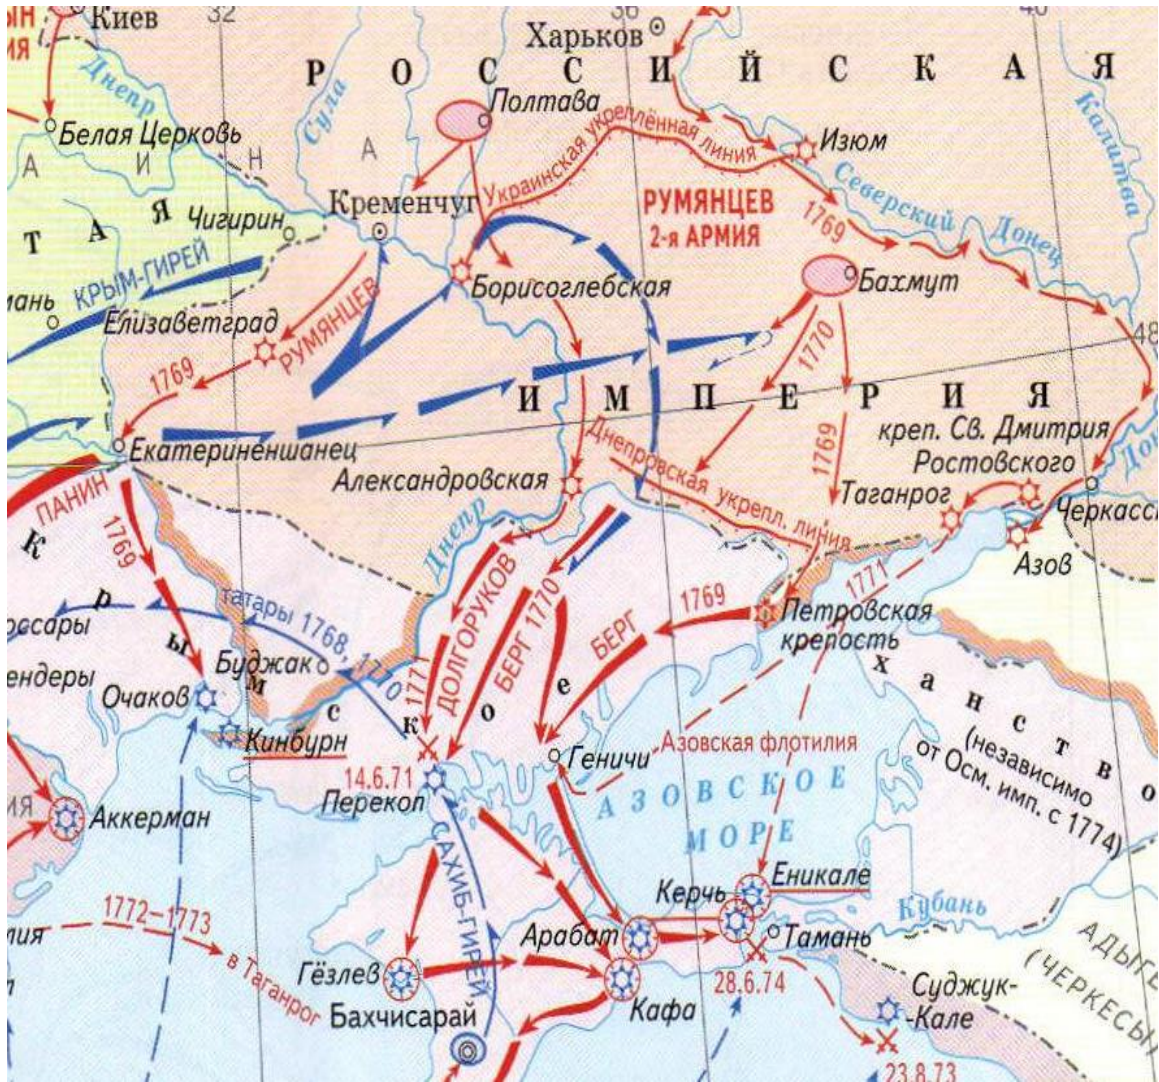 32
36
40
Киев
Харьков
Днепр
Сула
РОССИЙСКАЯ
Полтава
Белая Церковь
Украинская укреплённая линия
Изюм
Калитва
А И Н А
ТАЯ
Чигирин
Кременчуг
РУМЯНЦЕВ
2-я АРМИЯ
1769
Северский Донец
КРЫМ-ГИРЕЙ
Борисоглебская
Бахмут
Елизаветград
РУМЯНЦЕВ
1769
1770
48
ИМПЕРИЯ
Екатериненшанец
Днепровская укрепл. линия
1769
креп. Св. Дмитрия
Ростовского
Александровская
Таганрог
ПАНИН
1769
Днепр
Азов
1771
татары 1768, 1770
ДОЛГОРУКОВ
1771
БЕРГ 1770
БЕРГ
1769
Петровская
крепость
Крымское
ханство
(независимо
от Осм. имп. с 1774)
Буджак
Очаков
Кинбурн
14.6.71
Перекоп
Геничи
Азовская флотилия
АЗОВСКОЕ
МОРЕ
Аккерман
САХИБ-ГИРЕЙ
Еникале
Керчь
Кубань
1772–1773
в Таганрог
Арабат
Тамань
Гёзлев
28.6.74
Кафа
Суджук-
-Кале
Бахчисарай
23.8.73
АДЫГЕ
(ЧЕРКЕСЫ)